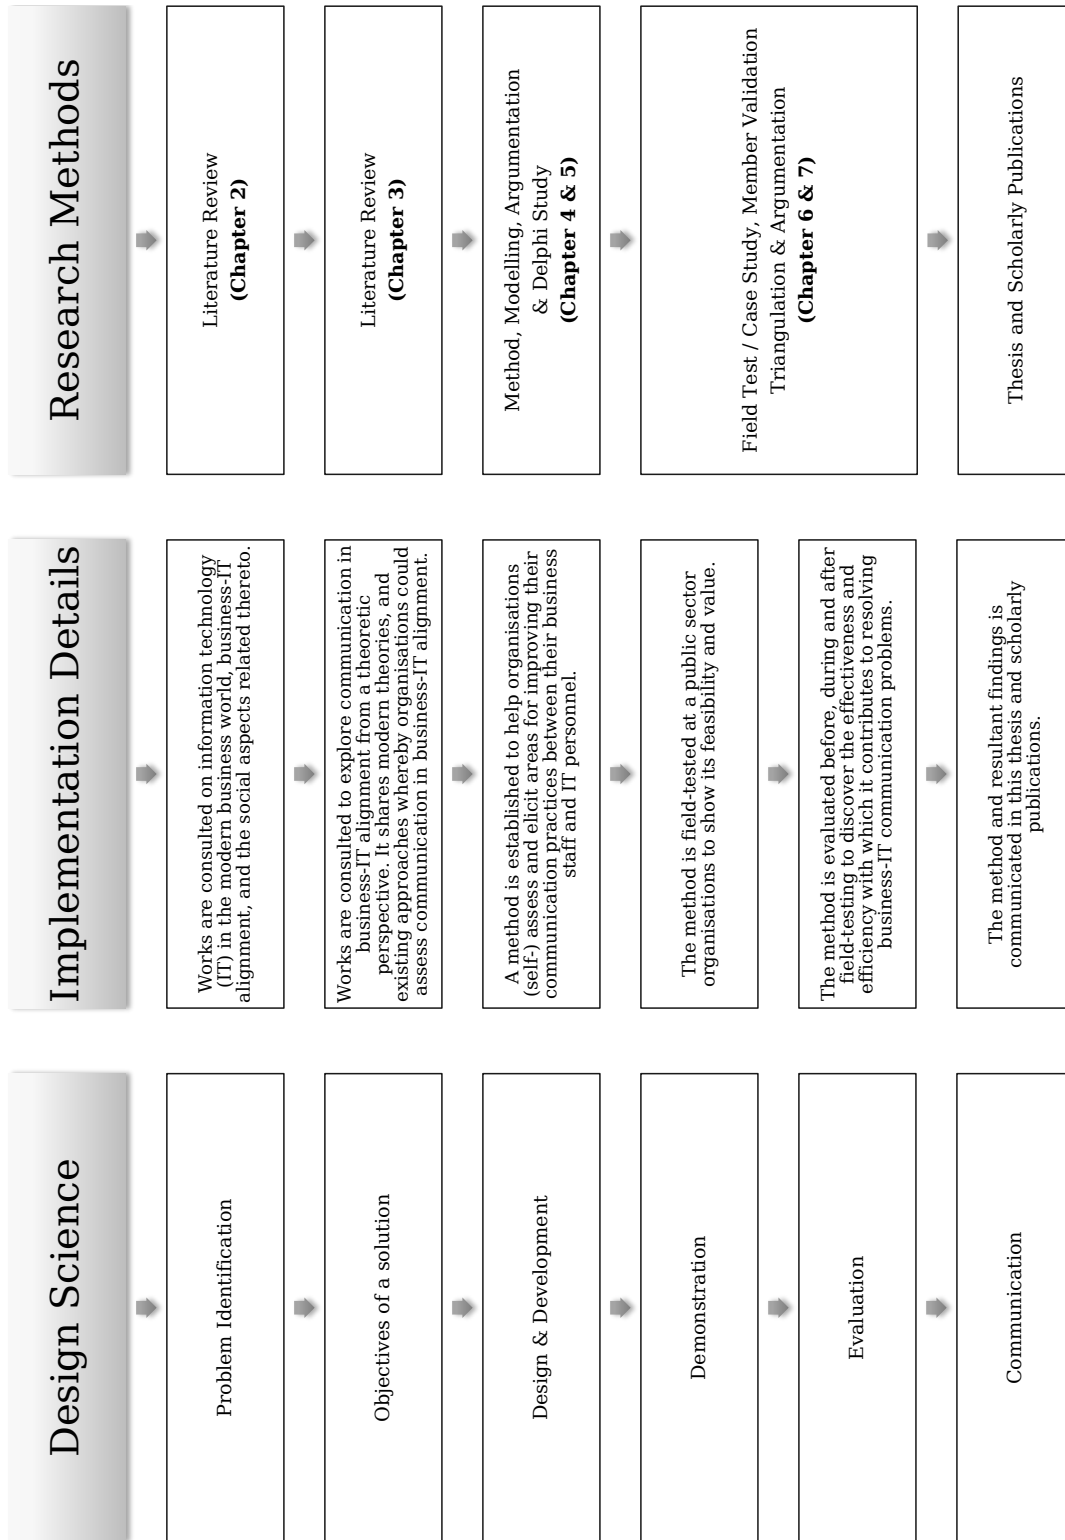 Design Science
Problem Identification
Objectives of a solution
Design & Development
Demonstration
Evaluation
Communication
Implementation Details
Works are consulted on information technology
(IT) in the modern business world, business-IT
alignment, and the social aspects related thereto.
Works are consulted to explore communication in
business-IT alignment from a theoretic
perspective. It shares modern theories, and
existing approaches whereby organisations could
assess communication in business-IT alignment.
A method is established to help organisations
(self-) assess and elicit areas for improving their
communication practices between their business
staff and IT personnel.
The method is field-tested at a public sector
organisations to show its feasibility and value.
The method is evaluated before, during and after
field-testing to discover the effectiveness and
efficiency with which it contributes to resolving
business-IT communication problems.
The method and resultant findings is
communicated in this thesis and scholarly
publications.
Research Methods
Literature Review
(Chapter 2)
Literature Review
(Chapter 3)
Method, Modelling, Argumentation
& Delphi Study
(Chapter 4 & 5)
Field Test / Case Study, Member Validation
Triangulation & Argumentation
(Chapter 6 & 7)
Thesis and Scholarly Publications